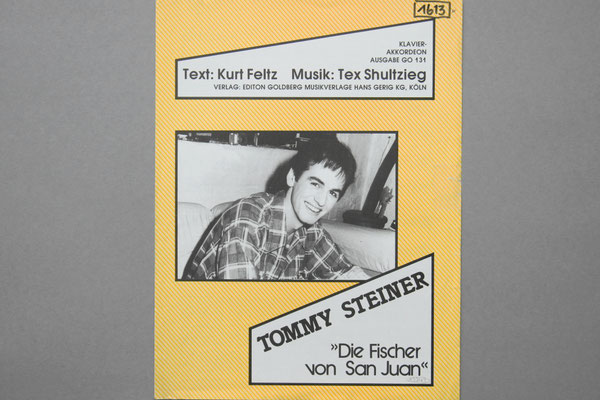 1613
KLAVIER-
AKKORDEON
AUSGABE GO 131
Text: Kurt Feltz Musik: Tex Shultzieg
VERLAG: EDITON GOLDBERG MUSIKVERLAGE HANS GERIG KG, KÖLN
TOMMY STEINER
»Die Fischer
von San Juan«